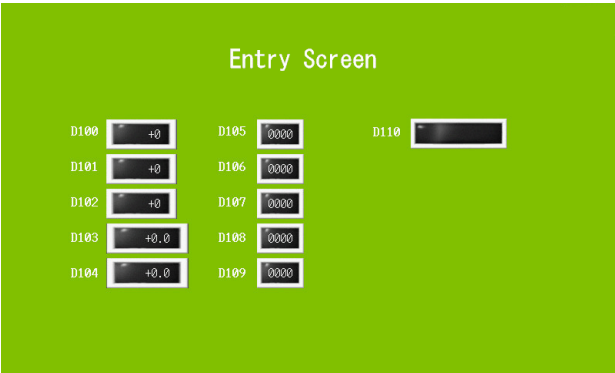 Entry Screen
D100 +0 D105 0000 D110
D101 +0 D106 0000
D102 +0 D107 0000
D103 +0.0 D108 0000
D104 +0.0 D109 0000